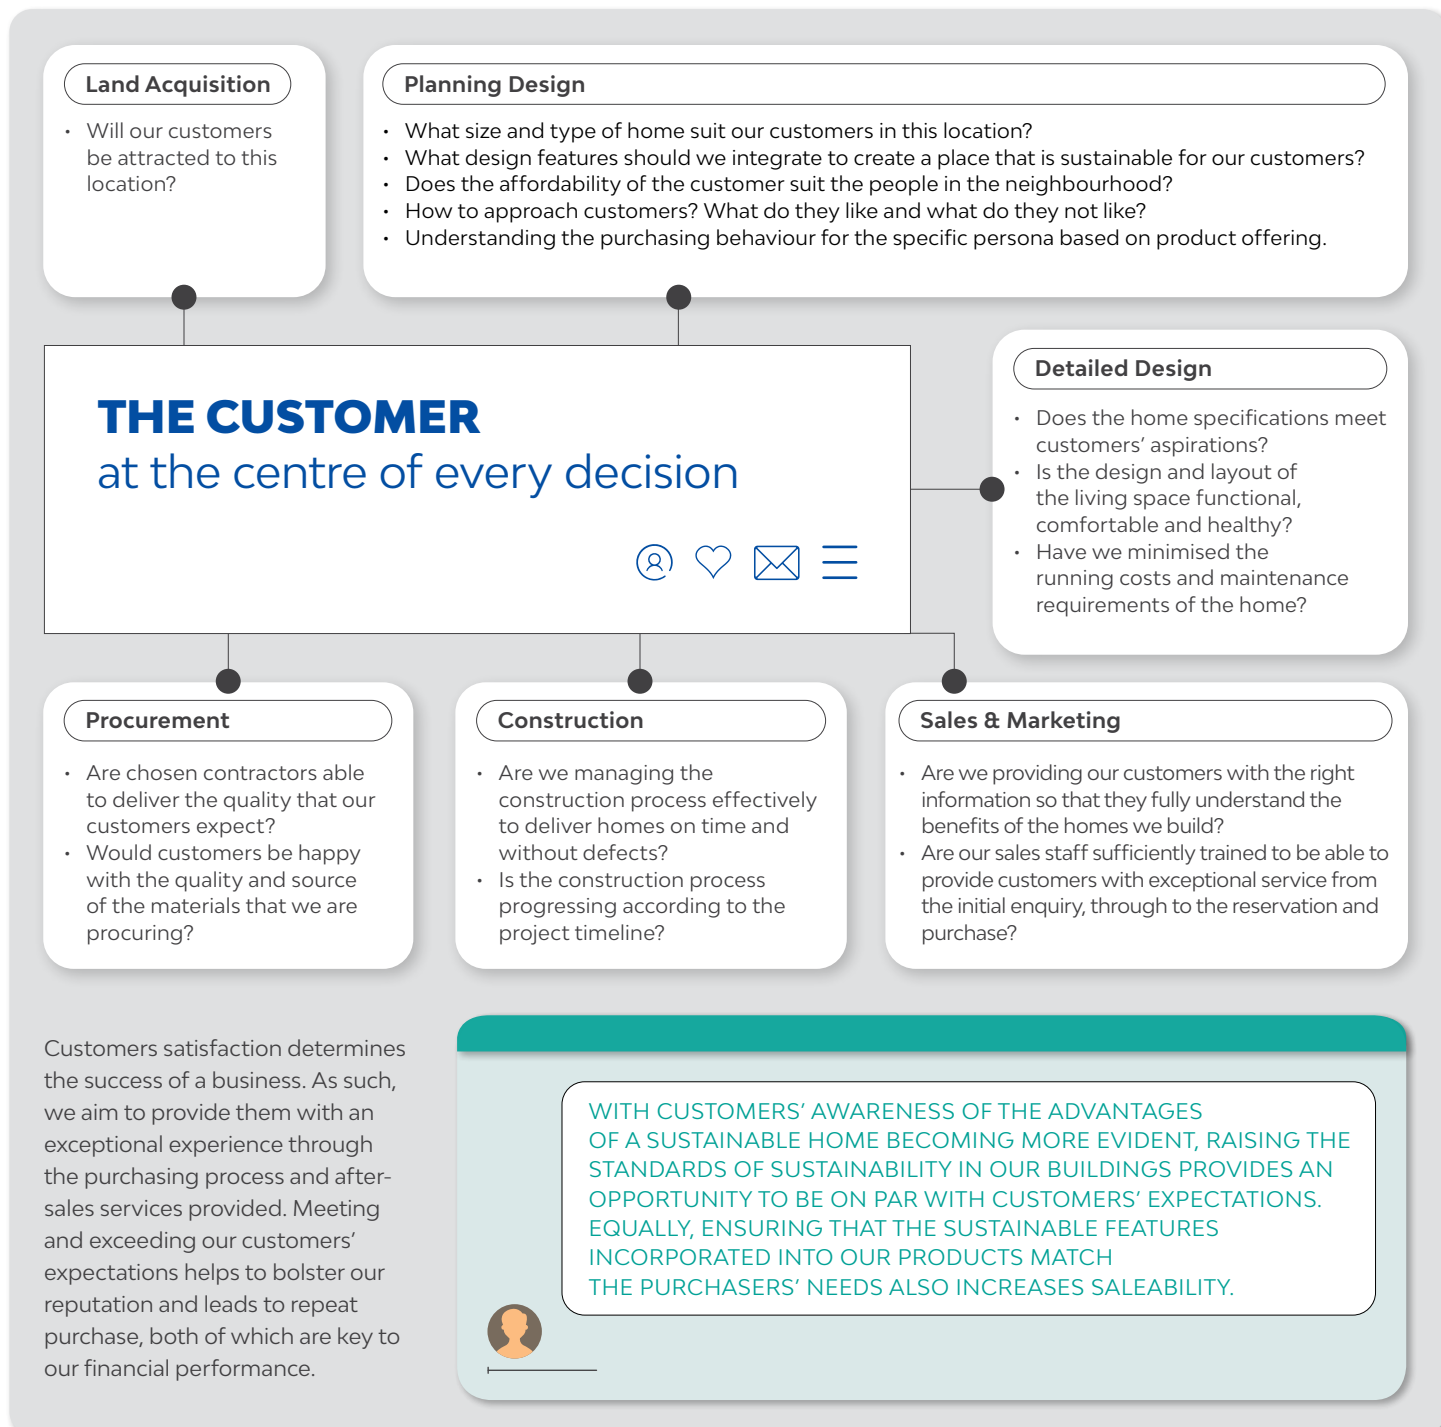 Land Acquisition
• Will our customers
be attracted to this
location?
Planning Design
• What size and type of home suit our customers in this location?
• What design features should we integrate to create a place that is sustainable for our customers?
• Does the affordability of the customer suit the people in the neighbourhood?
• How to approach customers? What do they like and what do they not like?
• Understanding the purchasing behaviour for the specific persona based on product offering.
THE CUSTOMER
at the centre of every decision
Detailed Design
• Does the home specifications meet
customers' aspirations?
• Is the design and layout of
the living space functional,
comfortable and healthy?
• Have we minimised the
running costs and maintenance
requirements of the home?
Procurement
• Are chosen contractors able
to deliver the quality that our
customers expect?
• Would customers be happy
with the quality and source
of the materials that we are
procuring?
Construction
• Are we managing the
construction process effectively
to deliver homes on time and
without defects?
• Is the construction process
progressing according to the
project timeline?
Sales & Marketing
• Are we providing our customers with the right
information so that they fully understand the
benefits of the homes we build?
• Are our sales staff sufficiently trained to be able to
provide customers with exceptional service from
the initial enquiry, through to the reservation and
purchase?
Customers satisfaction determines
the success of a business. As such,
we aim to provide them with an
exceptional experience through
the purchasing process and after-
sales services provided. Meeting
and exceeding our customers'
expectations helps to bolster our
reputation and leads to repeat
purchase, both of which are key to
our financial performance.
WITH CUSTOMERS' AWARENESS OF THE ADVANTAGES
OF A SUSTAINABLE HOME BECOMING MORE EVIDENT, RAISING THE
STANDARDS OF SUSTAINABILITY IN OUR BUILDINGS PROVIDES AN
OPPORTUNITY TO BE ON PAR WITH CUSTOMERS' EXPECTATIONS.
EQUALLY, ENSURING THAT THE SUSTAINABLE FEATURES
INCORPORATED INTO OUR PRODUCTS MATCH
THE PURCHASERS' NEEDS ALSO INCREASES SALEABILITY.